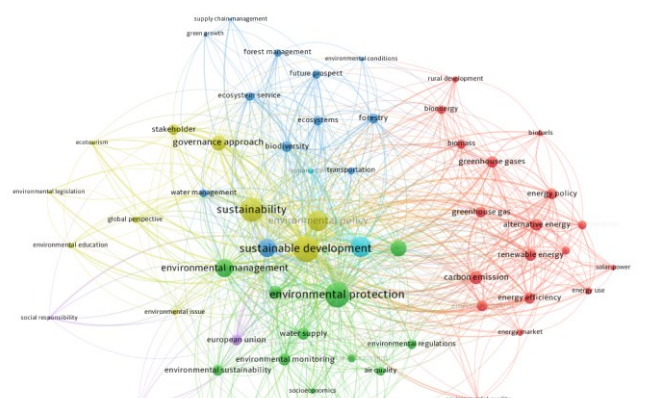 supply chain management
green growth
forest management
environmental conditions
future prospect
rural development
ecosystem service
bioenergy
ecosystems
forestry
stakeholder
biofuels
governance approach
biodiversity
biomass
ecotourism
greenhouse gases
transportation
environmental legislation
water management
energy policy
sustainability
greenhouse gas
global perspective
environmental policy
alternative energy
environmental education
sustainable development
renewable energy
environmental management
solar power
carbon emission
environmental protection
energy use
energy efficiency
social responsibility
environmental issue
water supply
energy market
european union
environmental regulations
environmental monitoring
environmental sustainability
air quality
socioeconomics